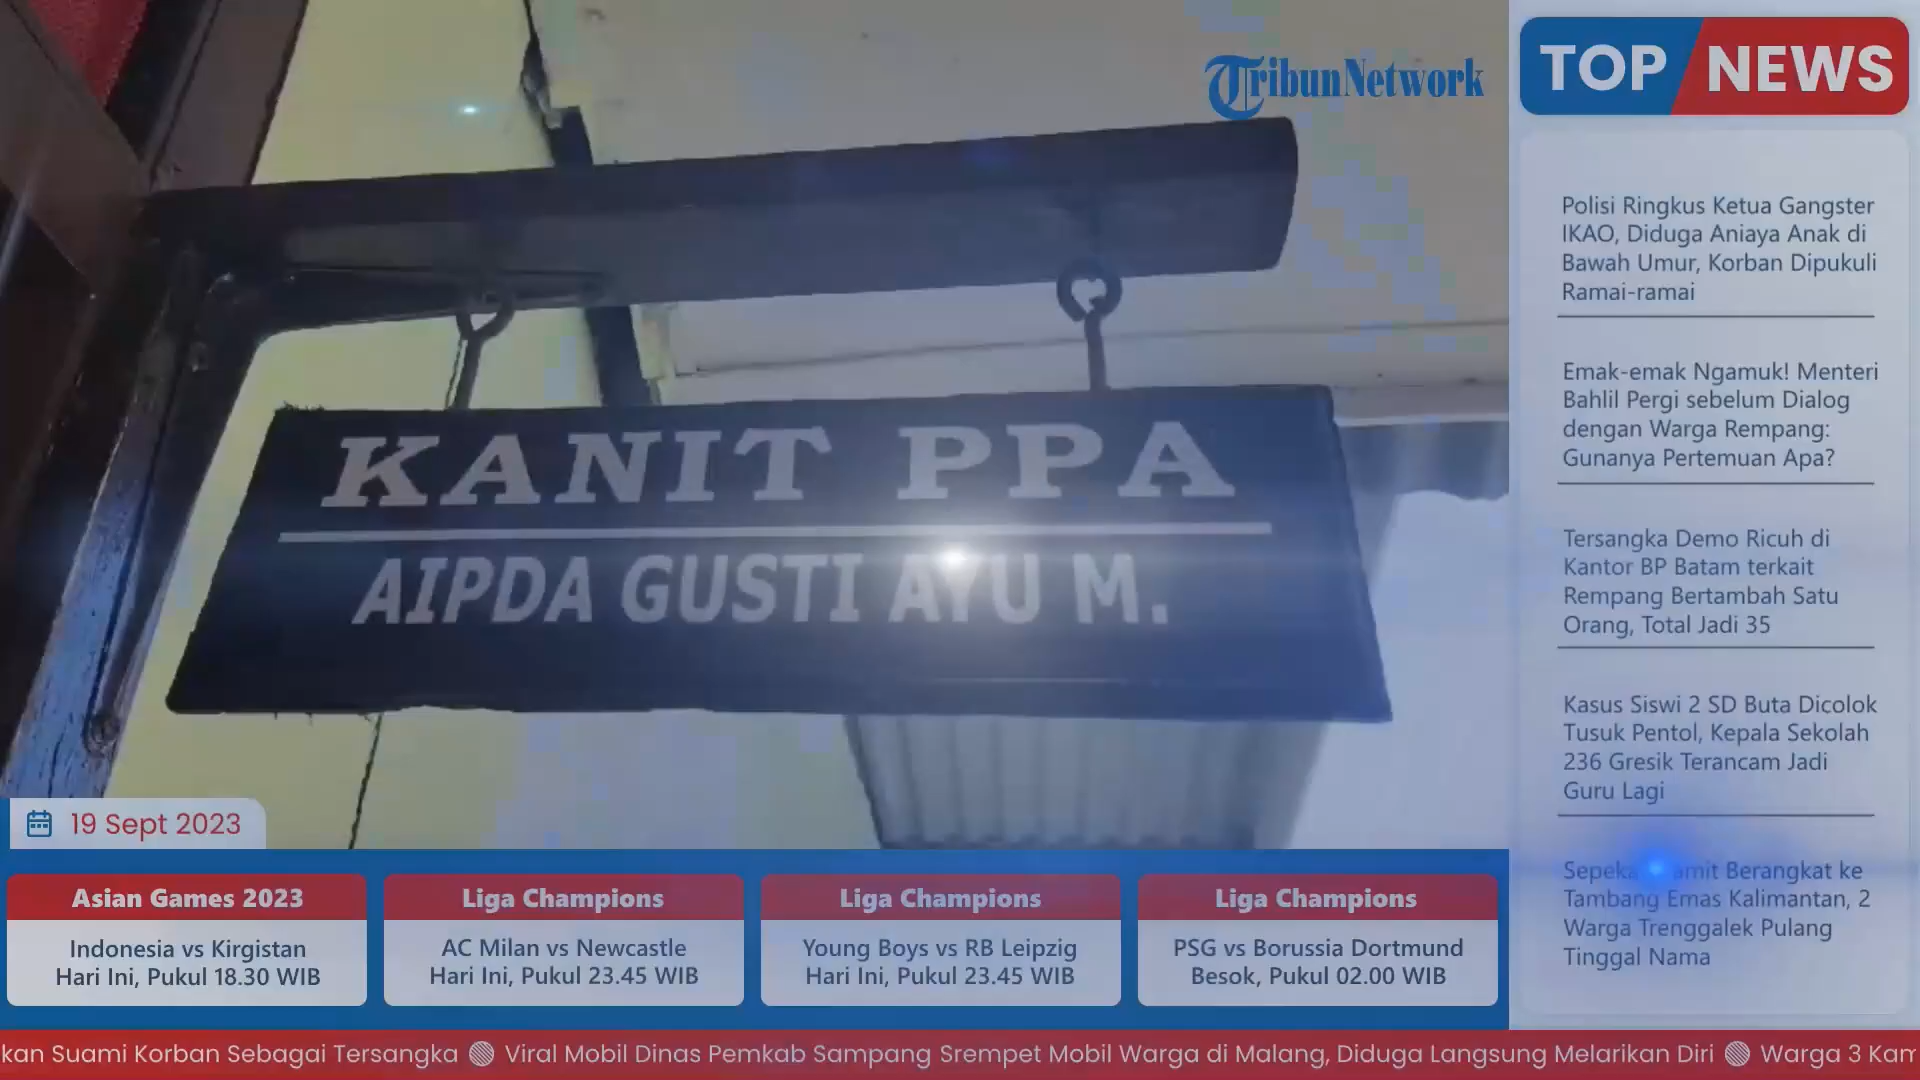 TribunNetwork
TOP NEWS
KANIT PPA
AIPDA GUSTI AYU M.
Polisi Ringkus Ketua Gangster
IKAO, Diduga Aniaya Anak di
Bawah Umur, Korban Dipukuli
Ramai-ramai
Emak-emak Ngamuk! Menteri
Bahlil Pergi sebelum Dialog
dengan Warga Rempang:
Gunanya Pertemuan Apa?
Tersangka Demo Ricuh di
Kantor BP Batam terkait
Rempang Bertambah Satu
Orang, Total Jadi 35
Kasus Siswi 2 SD Buta Dicolok
Tusuk Pentol, Kepala Sekolah
236 Gresik Terancam Jadi
Guru Lagi
Berangkat ke
Tambang Emas Kalimantan, 2
Warga Trenggalek Pulang
Tinggal Nama
19 Sept 2023
Asian Games 2023
Indonesia vs Kirgistan
Hari Ini, Pukul 18.30 WIB
Liga Champions
AC Milan vs Newcastle
Hari Ini, Pukul 23.45 WIB
Liga Champions
Young Boys vs RB Leipzig
Hari Ini, Pukul 23.45 WIB
Liga Champions
PSG vs Borussia Dortmund
Besok, Pukul 02.00 WIB
kan Suami Korban Sebagai Tersangka Viral Mobil Dinas Pemkab Sampang Srempet Mobil Warga di Malang, Diduga Langsung Melarikan Diri Warga 3 Kam